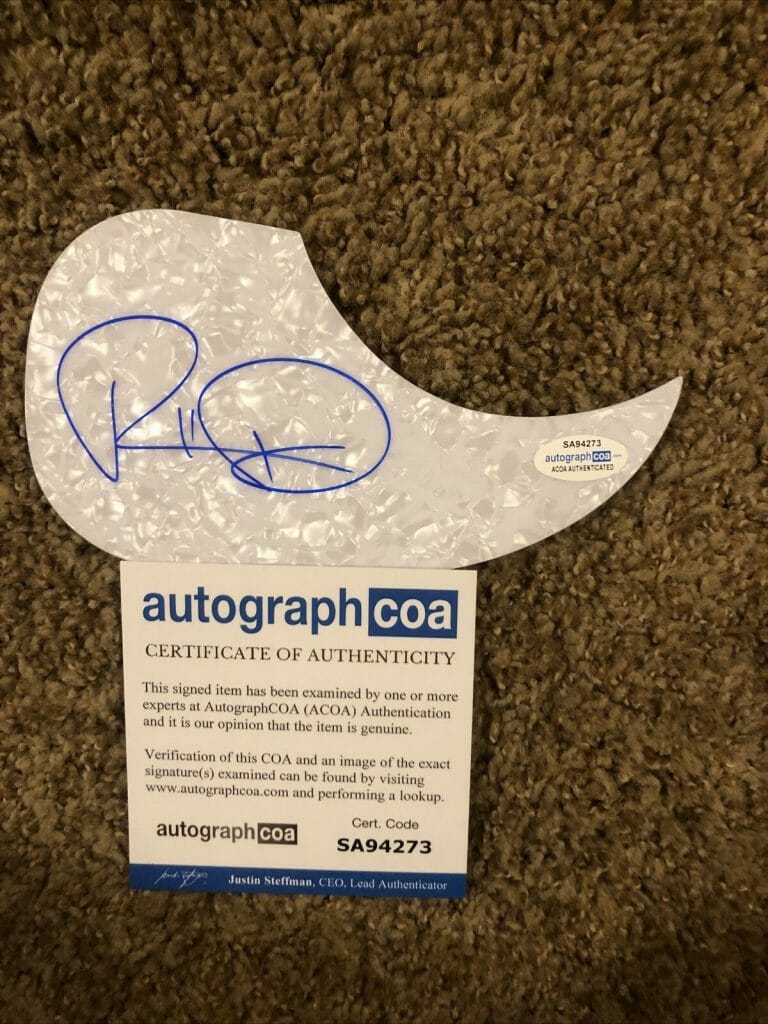 SA94273
autographcoa.com
ACOA AUTHENTICATED
autographcoa
CERTIFICATE OF AUTHENTICITY
This signed item has been examined by one or more
experts at AutographCOA (ACOA) Authentication
and it is our opinion that the item is genuine.
Verification of this COA and an image of the exact
signature(s) examined can be found by visiting
www.autographcoa.com and performing a lookup.
autographcoa
Cert. Code
SA94273
Justin Steffman, CEO, Lead Authenticator